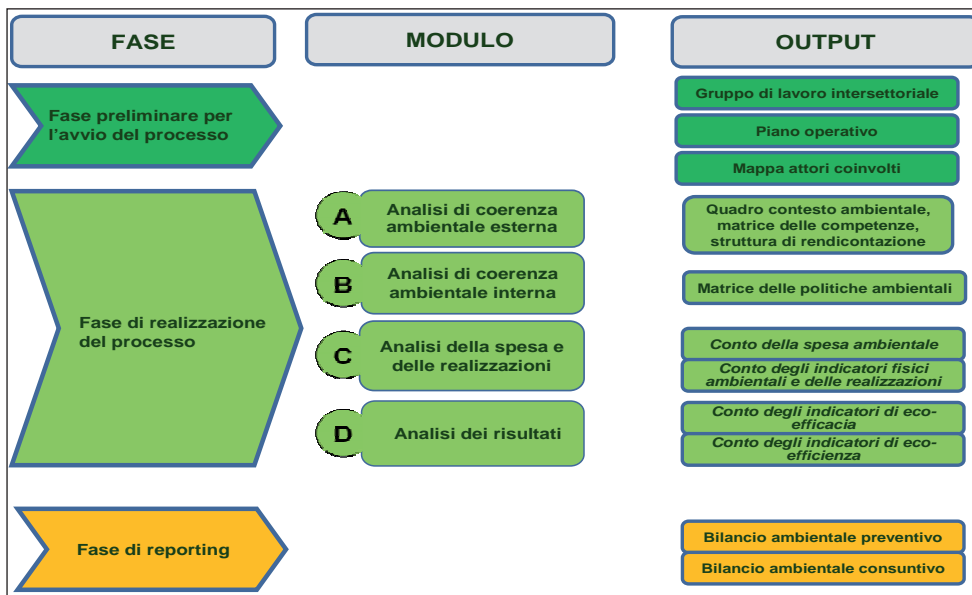 FASE
MODULO
OUTPUT
Fase preliminare per
l'avvio del processo
Gruppo di lavoro intersettoriale
Piano operativo
Mappa attori coinvolti
Fase di realizzazione
del processo
A
Analisi di coerenza
ambientale esterna
Quadro contesto ambientale,
matrice delle competenze,
struttura di rendicontazione
B
Analisi di coerenza
ambientale interna
Matrice delle politiche ambientali
C
Analisi della spesa e
delle realizzazioni
Conto della spesa ambientale
Conto degli indicatori fisici
ambientali e delle realizzazioni
D
Analisi dei risultati
Conto degli indicatori di eco-
efficacia
Conto degli indicatori di eco-
efficienza
Fase di reporting
Bilancio ambientale preventivo
Bilancio ambientale consuntivo